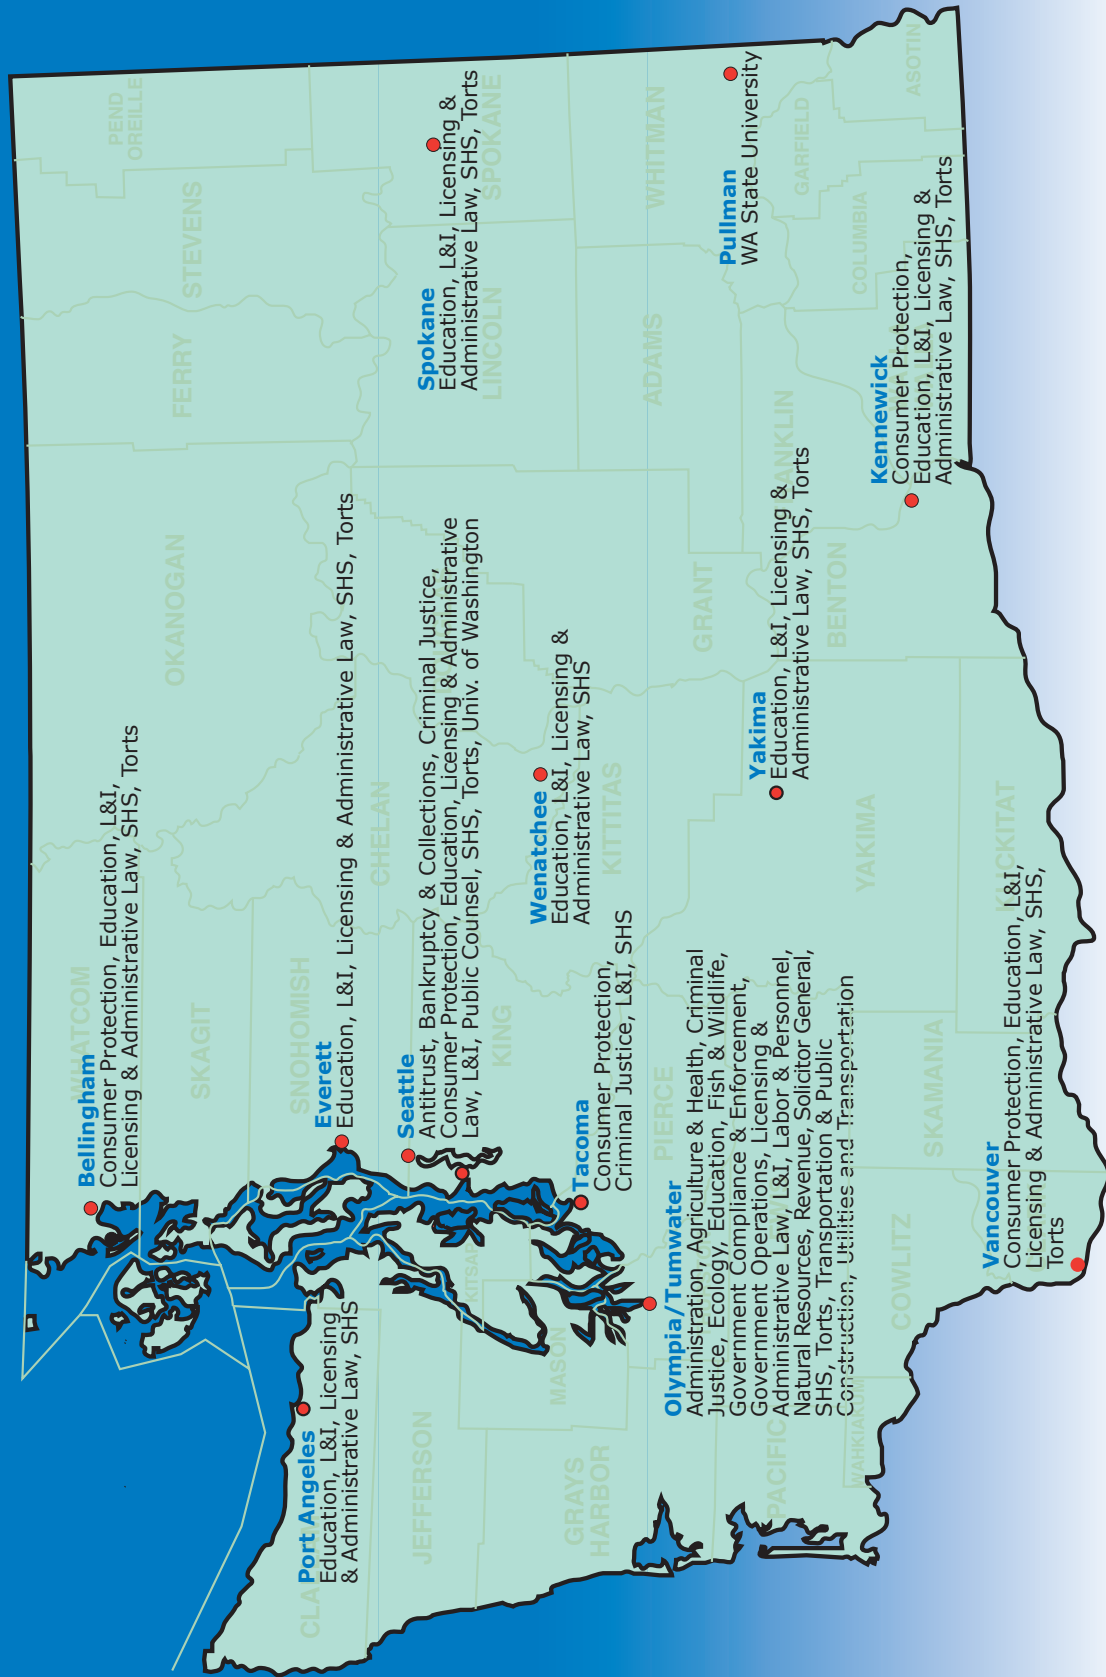 Bellingham
Consumer Protection, Education, L&I,
Licensing & Administrative Law, SHS, Torts
Port Angeles
Education, L&I, Licensing
& Administrative Law, SHS
Everett
Education, L&I, Licensing & Administrative Law, SHS, Torts
Seattle
Antitrust, Bankruptcy & Collections, Criminal Justice,
Consumer Protection, Education, Licensing & Administrative
Law, L&I, Public Counsel, SHS, Torts, Univ. of Washington
Spokane
Education, L&I, Licensing &
Administrative Law, SHS, Torts
Wenatchee
Education, L&I, Licensing &
Administrative Law, SHS
Tacoma
Consumer Protection,
Criminal Justice, L&I, SHS
Olympia/Tumwater
Administration, Agriculture & Health, Criminal
Justice, Ecology, Education, Fish & Wildlife,
Government Compliance & Enforcement,
Government Operations, Licensing &
Administrative Law, L&I, Labor & Personnel,
Natural Resources, Revenue, Solicitor General,
SHS, Torts, Transportation & Public
Construction, Utilities and Transportation
Pullman
WA State University
Yakima
Education, L&I, Licensing &
Administrative Law, SHS, Torts
Kennewick
Consumer Protection,
Education, L&I, Licensing &
Administrative Law, SHS, Torts
Vancouver
Consumer Protection, Education, L&I,
Licensing & Administrative Law, SHS,
Torts
WHATCOM
SKAGIT
SNOHOMISH
OKANOGAN
FERRY
STEVENS
PEND
OREILLE
CHELAN
KING
LINCOLN
SPOKANE
JEFFERSON
KITSAP
MASON
GRAYS
HARBOR
PIERCE
KITTITAS
GRANT
ADAMS
WHITMAN
PACIFIC
WAHKIAKUM
COWLITZ
SKAMANIA
YAKIMA
KLICKITAT
BENTON
COLUMBIA
GARFIELD
ASOTIN